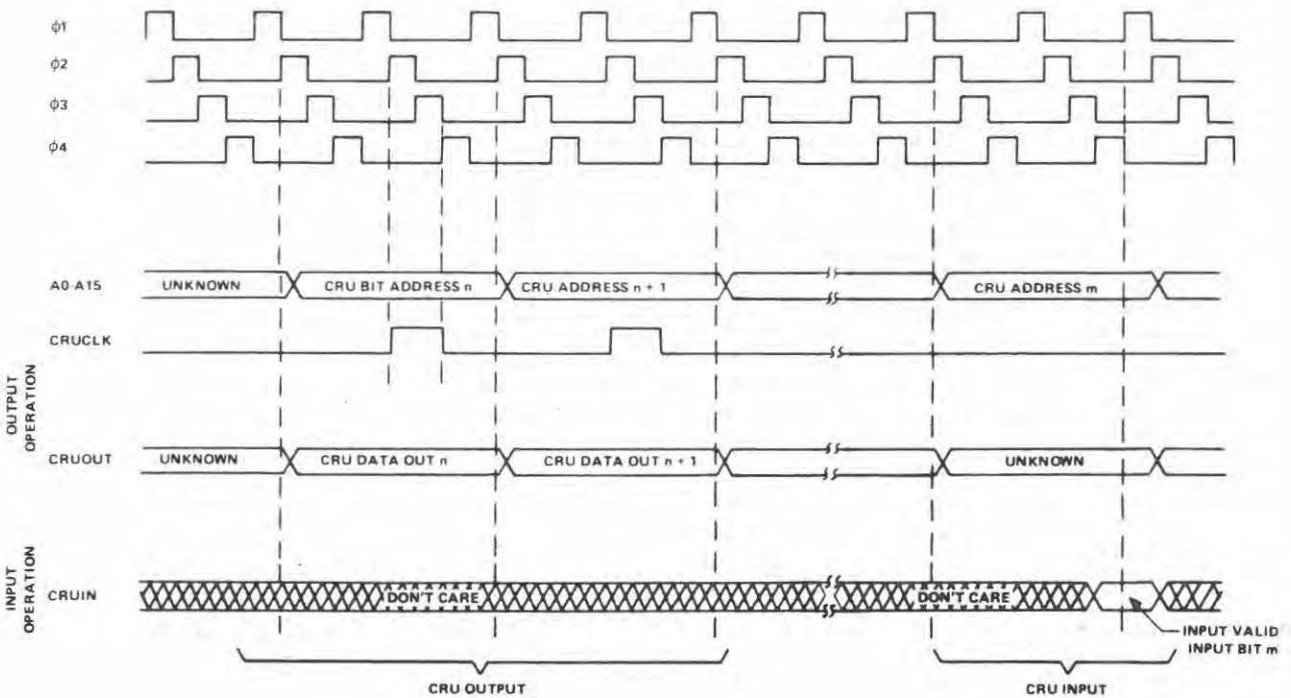 ϕ1
ϕ2
ϕ3
ϕ4
A0-A15
UNKNOWN
CRU BIT ADDRESS n
CRU ADDRESS n + 1
CRU ADDRESS m
CRUCLK
OUTPUT
OPERATION
CRUOUT
UNKNOWN
CRU DATA OUT n
CRU DATA OUT n + 1
UNKNOWN
INPUT
OPERATION
CRUIN
DON'T CARE
DON'T CARE
INPUT VALID
INPUT BIT m
CRU OUTPUT
CRU INPUT